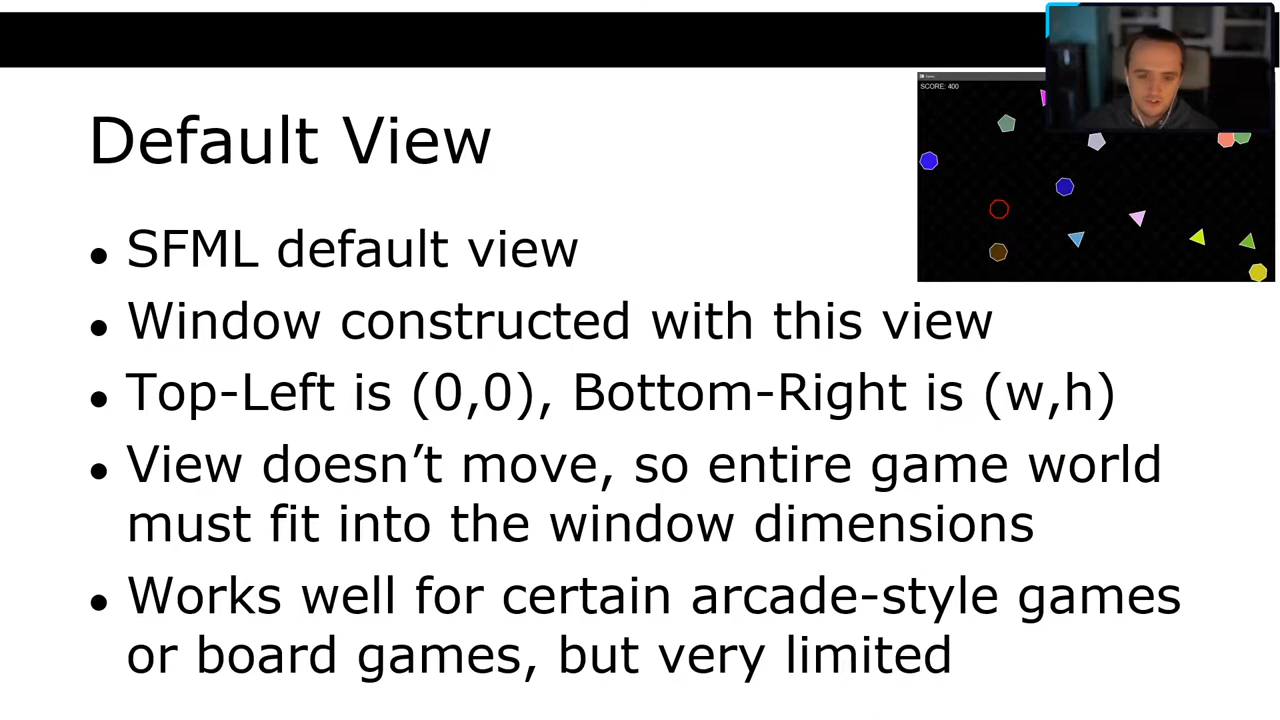 SCORE: 400
Default View
• SFML default view
• Window constructed with this view
• Top-Left is (0,0), Bottom-Right is (w,h)
• View doesn’t move, so entire game world
must fit into the window dimensions
• Works well for certain arcade-style games
or board games, but very limited